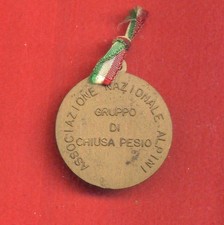 ASSOCIAZIONE NAZIONALE ALPINI
GRUPPO
DI
CHIUSA PESIO